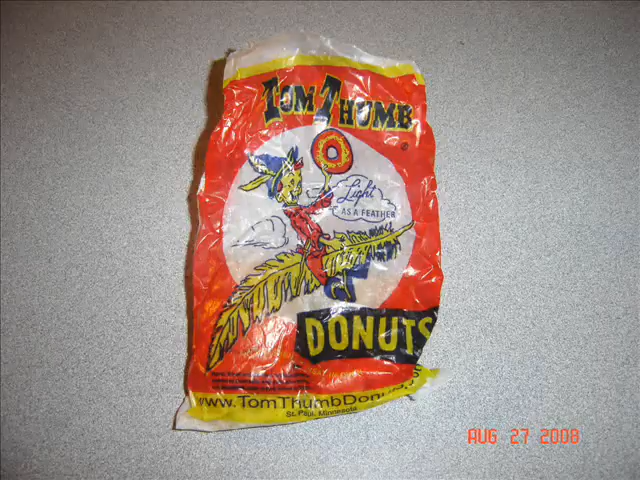 TOM THUMB
®
Light
AS A FEATHER
DONUTS
www.TomThumbDonuts.
St. Paul, Minnesota
AUG 27 2008